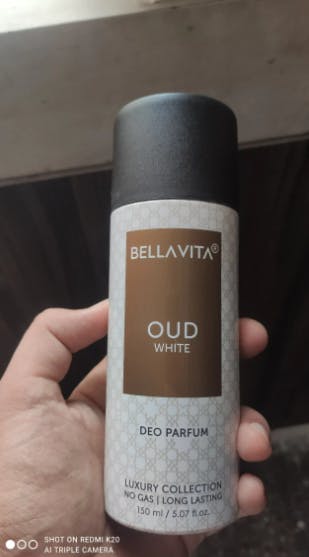 BELLAVITA®
OUD
WHITE
DEO PARFUM
LUXURY COLLECTION
NO GAS | LONG LASTING
150 ml / 5.07 fl.oz.
SHOT ON REDMI K20
AI TRIPLE CAMERA